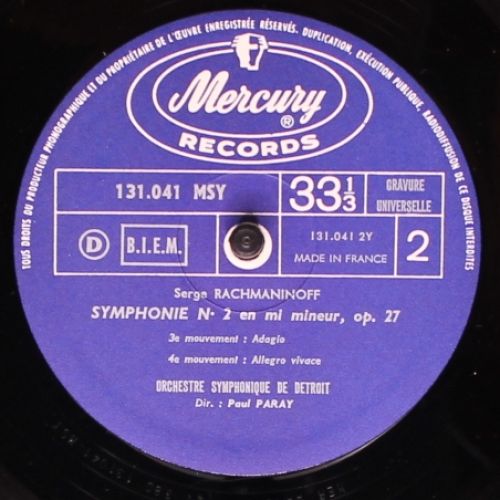 TOUS DROITS DU PRODUCTEUR PHONOGRAPHIQUE ET DU PROPRIÉTAIRE DE L'ŒUVRE ENREGISTRÉE RÉSERVÉS. DUPLICATION, EXÉCUTION PUBLIQUE, RADIODIFFUSION DE CE DISQUE INTERDITES
Mercury ®
RECORDS
131.041 MSY
33 1/3
GRAVURE
UNIVERSELLE
D
B.I.E.M.
131.041 2Y
MADE IN FRANCE
2
Serge RACHMANINOFF
SYMPHONIE N· 2 en mi mineur, op. 27
3e mouvement : Adagio
4e mouvement : Allegro vivace
ORCHESTRE SYMPHONIQUE DE DETROIT
Dir. : Paul PARAY